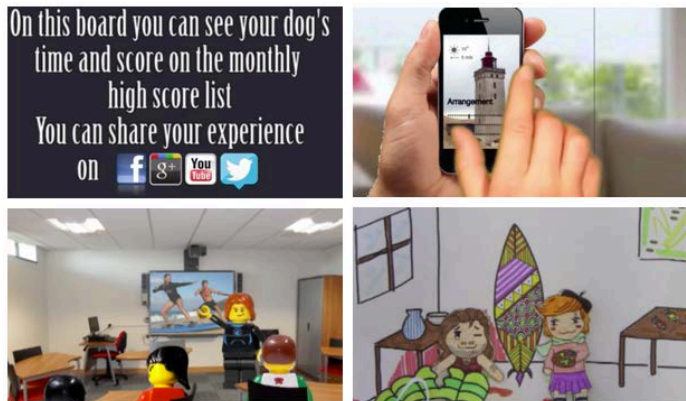 On this board you can see your dog's
time and score on the monthly
high score list
You can share your experience
on f g+ You Tube
Arrangement